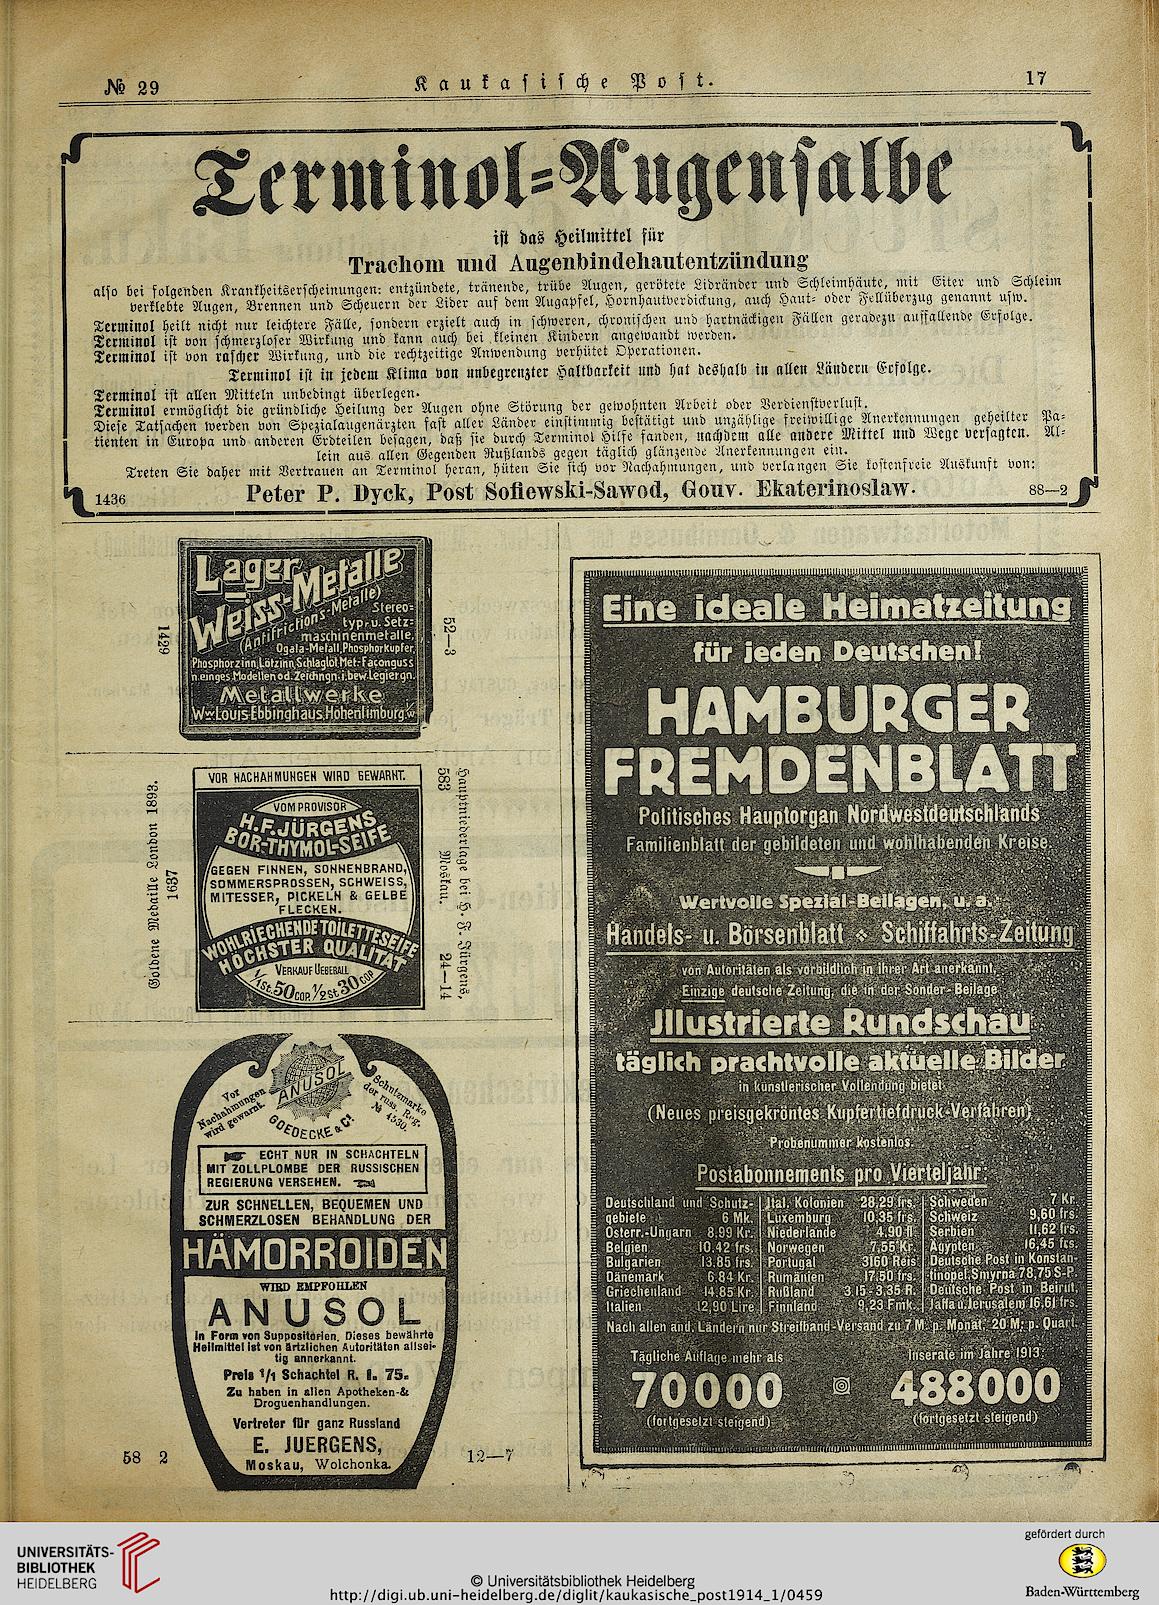 № 29
Kaukasische Post.
17
Terminol=Augensalbe
ist das Heilmittel für
Trachom und Augenbindehautentzündung
also bei folgenden Krankheitserscheinungen: entzündete, tränende, trübe Augen, gerötete Lidränder und Schleimhäute, mit Eiter und Schleim
verklebte Augen, Brennen und Scheuern der Lider auf dem Augapfel, Hornhautverdickung, auch Haut- oder Fellüberzug genannt usw.
Terminol heilt nicht nur leichtere Fälle, sondern erzielt auch in schweren, chronischen und hartnäckigen Fällen geradezu auffallende Erfolge.
Terminol ist von schmerzloser Wirkung und kann auch bei kleinen Kindern angewandt werden.
Terminol ist von rascher Wirkung, und die rechtzeitige Anwendung verhütet Operationen.
Terminol ist in jedem Klima von unbegrenzter Haltbarkeit und hat deshalb in allen Ländern Erfolge.
Terminol ist allen Mitteln unbedingt überlegen.
Terminol ermöglicht die gründliche Heilung der Augen ohne Störung der gewohnten Arbeit oder Verdienstverlust.
Diese Tatsachen werden von Spezialaugenärzten fast aller Länder einstimmig bestätigt und unzählige freiwillige Anerkennungen geheilter Pa=
tienten in Europa und anderen Erdteilen besagen, daß sie durch Terminol Hilfe fanden, nachdem alle andere Mittel und Wege versagten. Al=
lein aus allen Gegenden Rußlands gegen täglich glänzende Anerkennungen ein.
Treten Sie daher mit Vertrauen an Terminol heran, hüten Sie sich vor Nachahmungen, und verlangen Sie kostenfreie Auskunft von:
1436
Peter P. Dyck, Post Sofiewski-Sawod, Gouv. Ekaterinoslaw.
88—2
Lager-Metalle
Weiss-Metalle
(Antifrictions-Metalle)
Stereo=
typ-u. Setz=
maschinenmetalle,
Ogala-Metall, Phosphorkupfer,
Phosphorzinn, Lötzinn, Schlaglot Met.-Façonguss
n. einges. Modellen od. Zeichngn. i. bew. Legiergn.
Metallwerke
Ww Louis Ebbinghaus, Hohenlimburg i/W
1429
52—3
VOR NACHAHMUNGEN WIRD GEWARNT.
VOM PROVISOR
H. F. JÜRGENS
BOR-THYMOL-SEIFE
GEGEN FINNEN, SONNENBRAND,
SOMMERSPROSSEN, SCHWEISS,
MITESSER, PICKELN & GELBE
FLECKEN.
WOHLRIECHENDE TOILETTESEIFE
HÖCHSTER QUALITÄT
VERKAUF UEBERALL
1/1 St. 50 COP. 1/2 St. 30 COP
Goldene Medaille London 1893.
1637
583
Hauptniederlage bei H. F. Jürgens,
Moskau.
24—14
Vor
Nachahmungen
wird gewarnt.
ANUSOL
GOEDECKE & Co
Schutzmarke
der russ. Reg.
№ 4550.
ECHT NUR IN SCHACHTELN
MIT ZOLLPLOMBE DER RUSSISCHEN
REGIERUNG VERSEHEN.
ZUR SCHNELLEN, BEQUEMEN UND
SCHMERZLOSEN BEHANDLUNG DER
HÄMORROIDEN
WIRD EMPFOHLEN
ANUSOL
in Form von Suppositorien. Dieses bewährte
Heilmittel ist von ärtzlichen Autoritäten allsei-
tig annerkannt.
Preis 1/1 Schachtel R. 1. 75.
Zu haben in allen Apotheken-&
Droguenhandlungen.
Vertreter für ganz Russland
E. JUERGENS,
Moskau, Wolchonka.
58 2
12—7
Eine ideale Heimatzeitung
für jeden Deutschen!
HAMBURGER
FREMDENBLATT
Politisches Hauptorgan Nordwestdeutschlands
Familienblatt der gebildeten und wohlhabenden Kreise.
Wertvolle Spezial-Beilagen, u. a.:
Handels- u. Börsenblatt Schiffahrts-Zeitung
von Autoritäten als vorbildlich in ihrer Art anerkannt.
Einzige deutsche Zeitung, die in der Sonder-Beilage
Jllustrierte Rundschau
täglich prachtvolle aktuelle Bilder
in künstlerischer Vollendung bietet
(Neues preisgekröntes Kupfertiefdruck-Verfahren)
Probenummer kostenlos.
Postabonnements pro Vierteljahr:
Deutschland und Schutz-
gebiete 6 Mk.
Österr.-Ungarn 8.99 Kr.
Belgien 10.42 frs.
Bulgarien 13.85 frs.
Dänemark 6.84 Kr.
Griechenland 14.85 Kr.
Italien 12,90 Lire
Ital. Kolonien 28,29 frs.
Luxemburg 10,35 frs.
Niederlande 4,90 fl.
Norwegen 7,55 Kr.
Portugal 3160 Reis
Rumänien 17.50 frs.
Rußland 3,15-3,35 R.
Finnland 9,23 Fmk.
Schweden 7 Kr.
Schweiz 9,60 frs.
Serbien 11,62 frs.
Ägypten 16,45 frs.
Deutsche Post in Konstan-
tinopel, Smyrna 78,75 S-P.
Deutsche Post in Beirut,
Jaffa u. Jerusalem 16.61 frs.
Nach allen and. Ländern nur Streifband-Versand zu 7 M. p. Monat, 20 M. p. Quart.
Tägliche Auflage mehr als
70000
(fortgesetzt steigend)
Inserate im Jahre 1913:
488000
(fortgesetzt steigend)
UNIVERSITÄTS-
BIBLIOTHEK
HEIDELBERG
© Universitätsbibliothek Heidelberg
http://digi.ub.uni-heidelberg.de/diglit/kaukasische_post1914_1/0459
gefördert durch
Baden-Württemberg